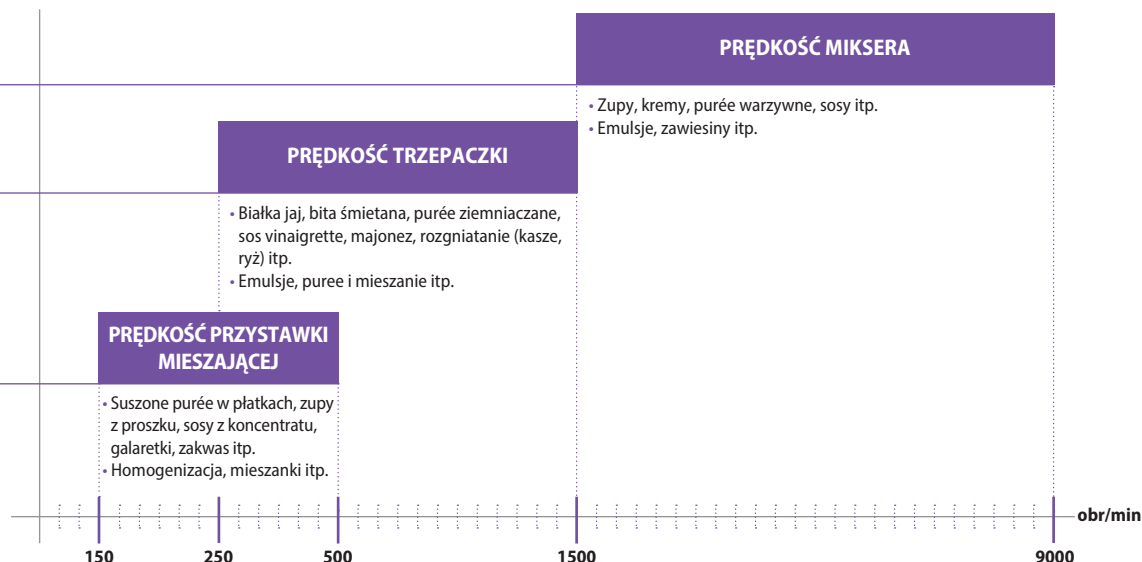 PRĘDKOŚĆ MIKSERA
• Zupy, kremy, purée warzywne, sosy itp.
• Emulsje, zawiesiny itp.
PRĘDKOŚĆ TRZEPACZKI
• Białka jaj, bita śmietana, purée ziemniaczane,
sos vinaigrette, majonez, rozgniatanie (kasze,
ryż) itp.
• Emulsje, puree i mieszanie itp.
PRĘDKOŚĆ PRZYSTAWKI
MIESZAJĄCEJ
• Suszone purée w płatkach, zupy
z proszku, sosy z koncentratu,
galaretki, zakwas itp.
• Homogenizacja, mieszanki itp.
obr/min
150 250 500 1500 9000